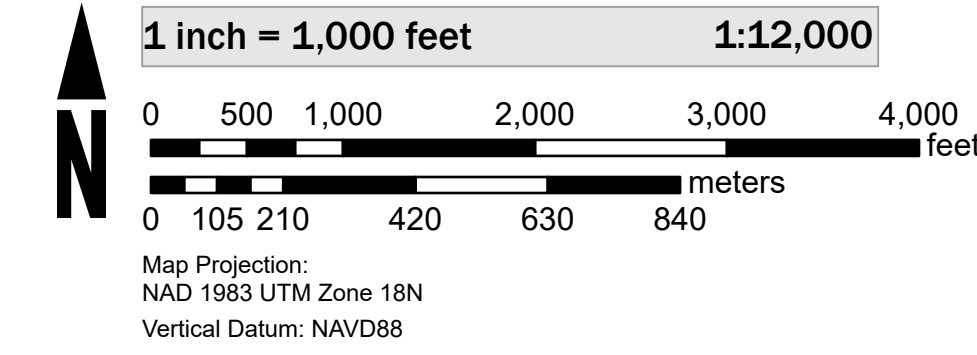 1 inch = 1,000 feet 1:12,000
0 500 1,000 2,000 3,000 4,000
feet
meters
0 105 210 420 630 840
N
Map Projection:
NAD 1983 UTM Zone 18N
Vertical Datum: NAVD88